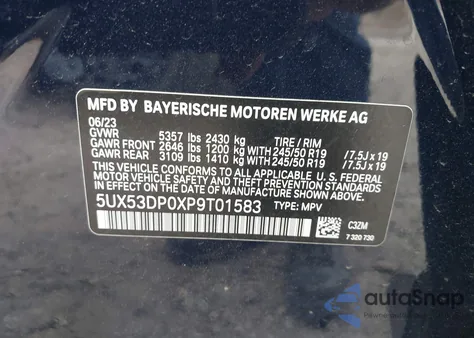 MFD BY BAYERISCHE MOTOREN WERKE AG
06/23
GVWR 5357 lbs 2430 kg TIRE / RIM
GAWR FRONT 2646 lbs 1200 kg WITH 245/50 R19 / 7.5J x 19
GAWR REAR 3109 lbs 1410 kg WITH 245/50 R19 / 7.5J x 19
THIS VEHICLE CONFORMS TO ALL APPLICABLE U.S. FEDERAL
MOTOR VEHICLE SAFETY STANDARDS IN EFFECT
ON THE DATE OF MANUFACTURE SHOWN ABOVE.
5UX53DP0XP9T01583 TYPE: MPV
C3ZM
7 320 730
autoSnap